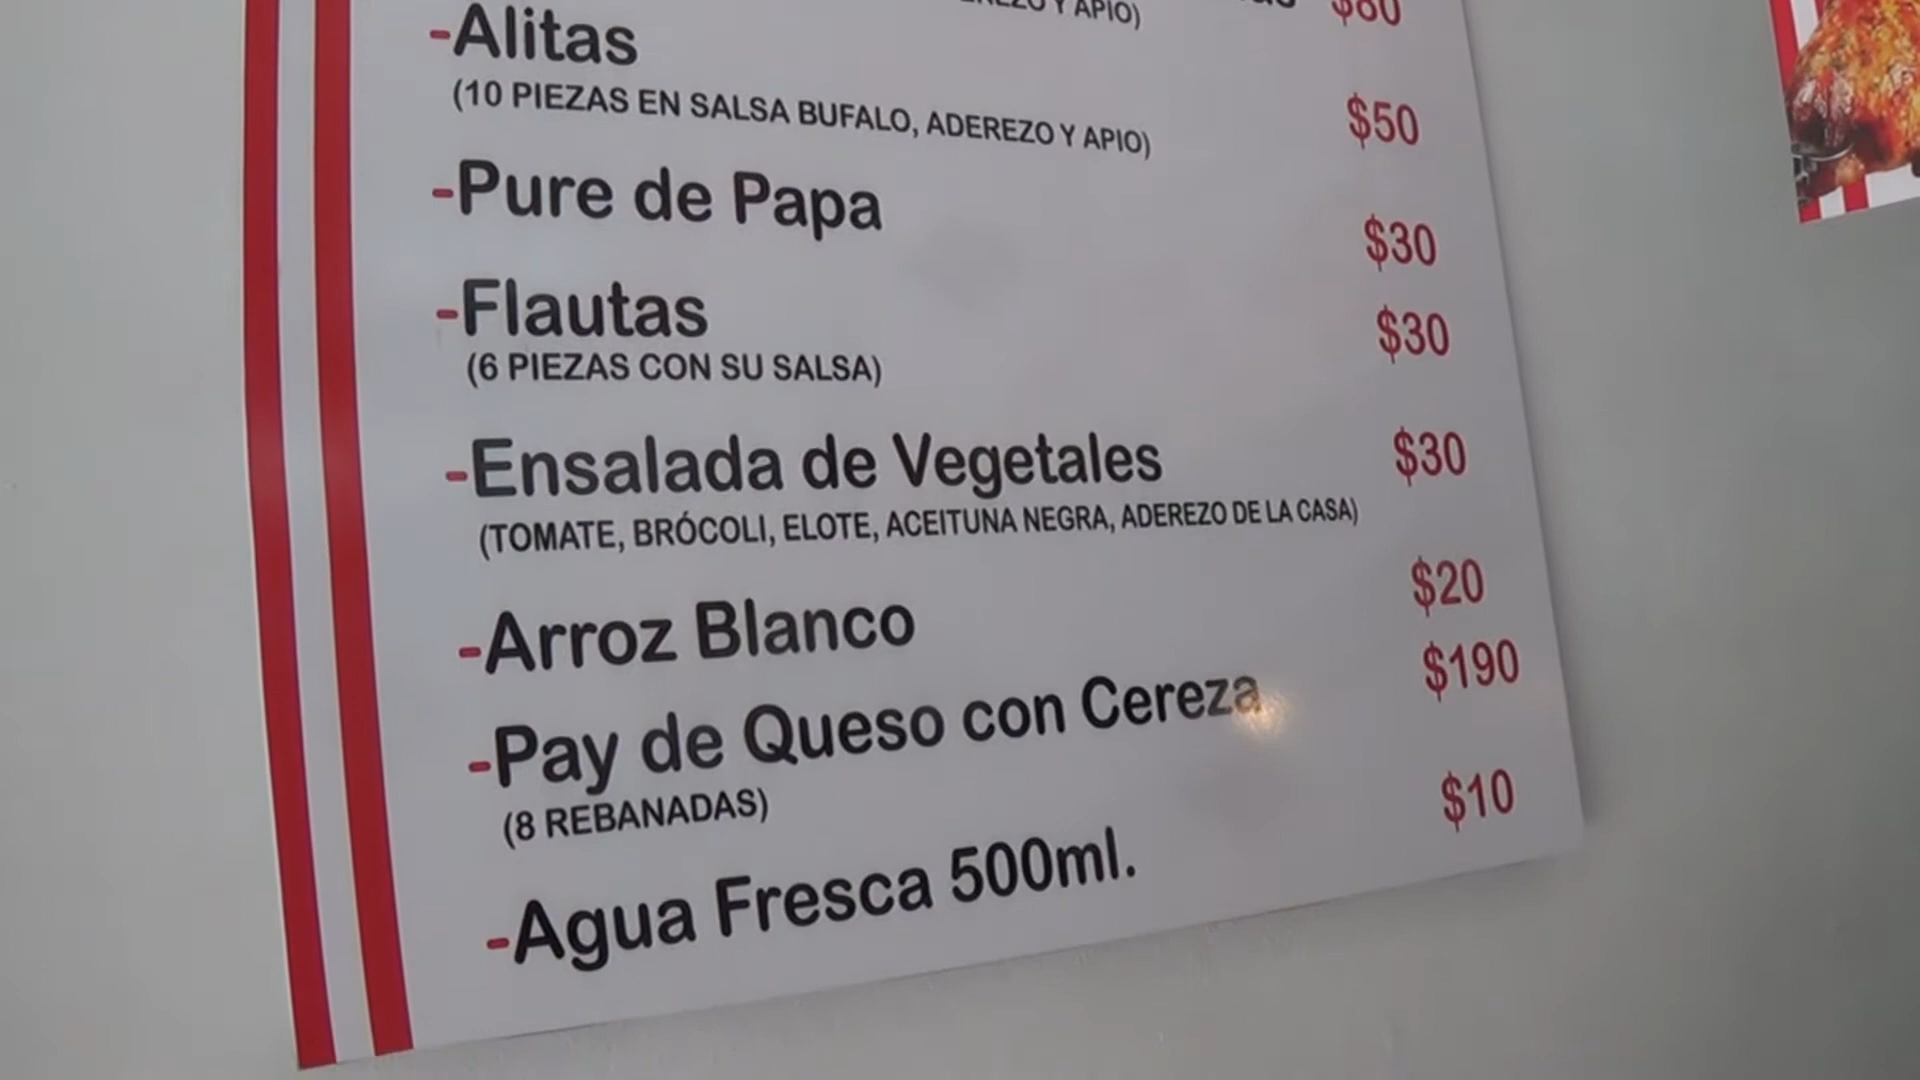 Y APIO)
-Alitas $50
(10 PIEZAS EN SALSA BUFALO, ADEREZO Y APIO)
-Pure de Papa $30
-Flautas $30
(6 PIEZAS CON SU SALSA)
-Ensalada de Vegetales $30
(TOMATE, BRÓCOLI, ELOTE, ACEITUNA NEGRA, ADEREZO DE LA CASA)
-Arroz Blanco $20
-Pay de Queso con Cereza $190
(8 REBANADAS)
-Agua Fresca 500ml. $10